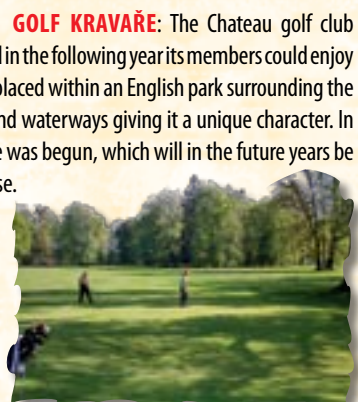 GOLF KRAVAŘE: The Chateau golf club
in the following year its members could enjoy
placed within an English park surrounding the
nd waterways giving it a unique character. In
e was begun, which will in the future years be
se.